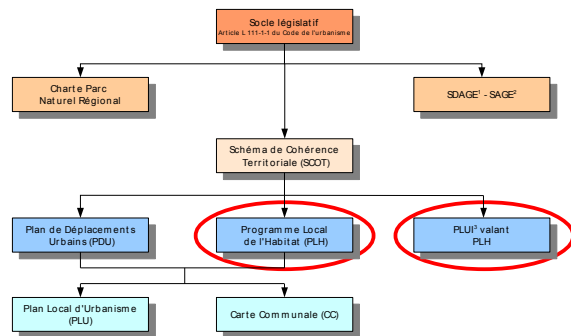 Socle législatif
Article L 111-1-1 du Code de l'urbanisme
Charte Parc
Naturel Régional
SDAGE¹ - SAGE²
Schéma de Cohérence
Territoriale (SCOT)
Plan de Déplacements
Urbains (PDU)
Programme Local
de l'Habitat (PLH)
PLUI³ valant
PLH
Plan Local d'Urbanisme
(PLU)
Carte Communale (CC)